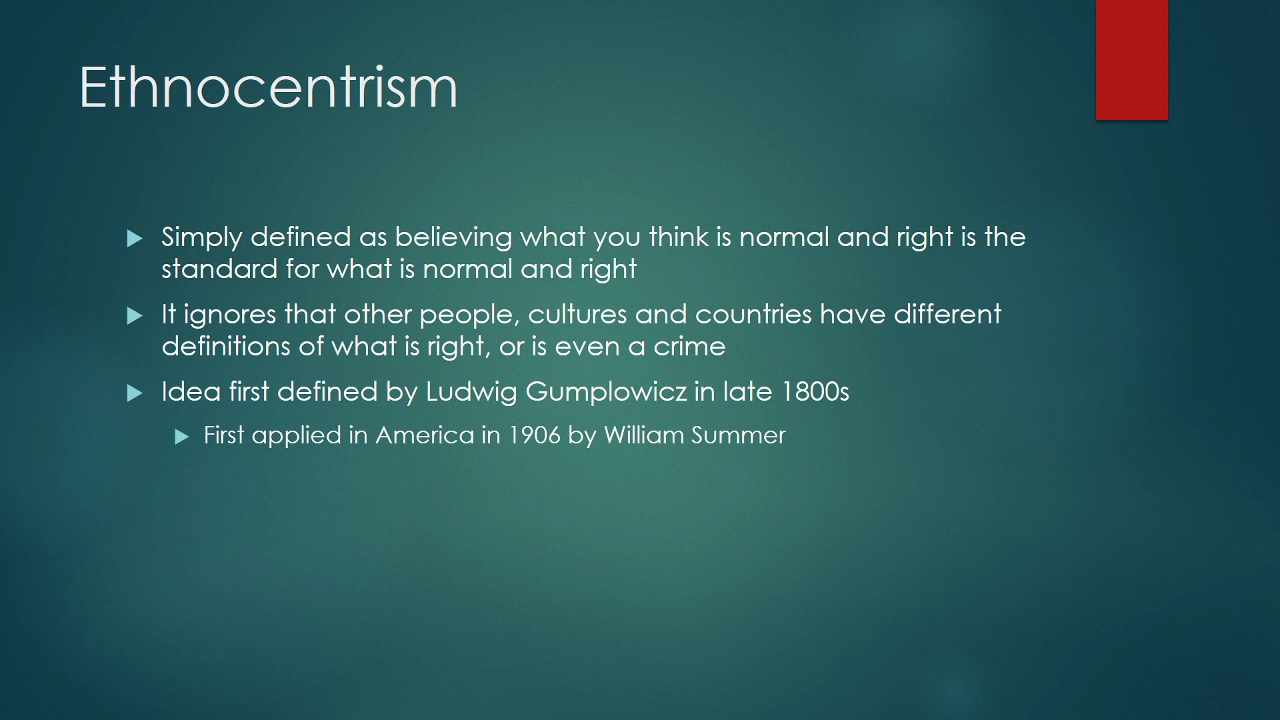 Ethnocentrism
Simply defined as believing what you think is normal and right is the
standard for what is normal and right
It ignores that other people, cultures and countries have different
definitions of what is right, or is even a crime
Idea first defined by Ludwig Gumplowicz in late 1800s
First applied in America in 1906 by William Summer